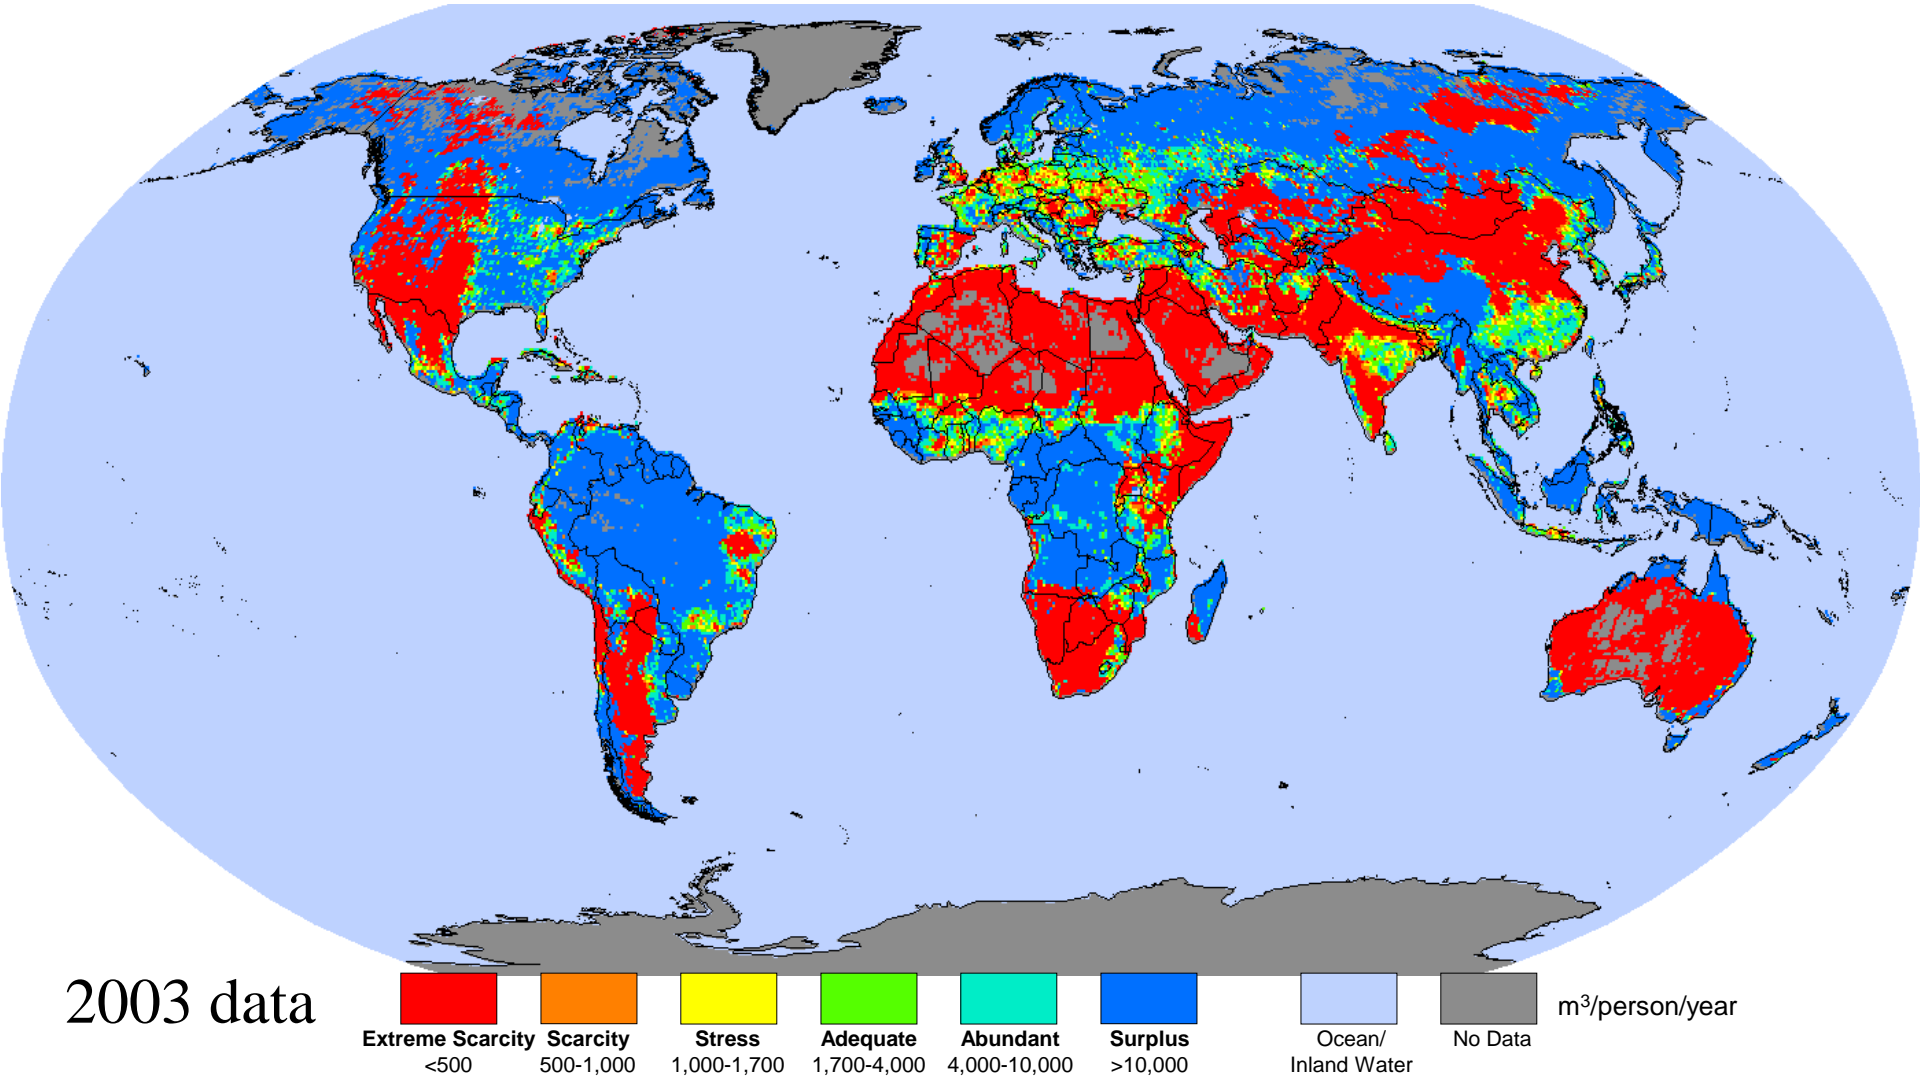 2003 data
Extreme Scarcity
<500
Scarcity
500-1,000
Stress
1,000-1,700
Adequate
1,700-4,000
Abundant
4,000-10,000
Surplus
>10,000
Ocean/
Inland Water
No Data
m³/person/year